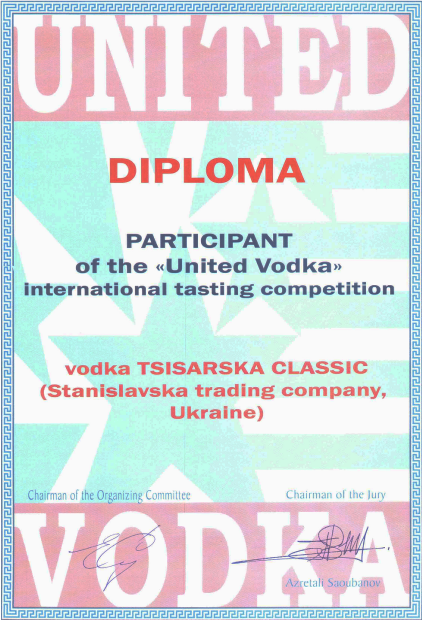 UNITED
DIPLOMA
PARTICIPANT
of the «United Vodka»
international tasting competition
vodka TSISARSKA CLASSIC
(Stanislavska trading company,
Ukraine)
Chairman of the Organizing Committee
Chairman of the Jury
VODKA
Azretali Saoubanov